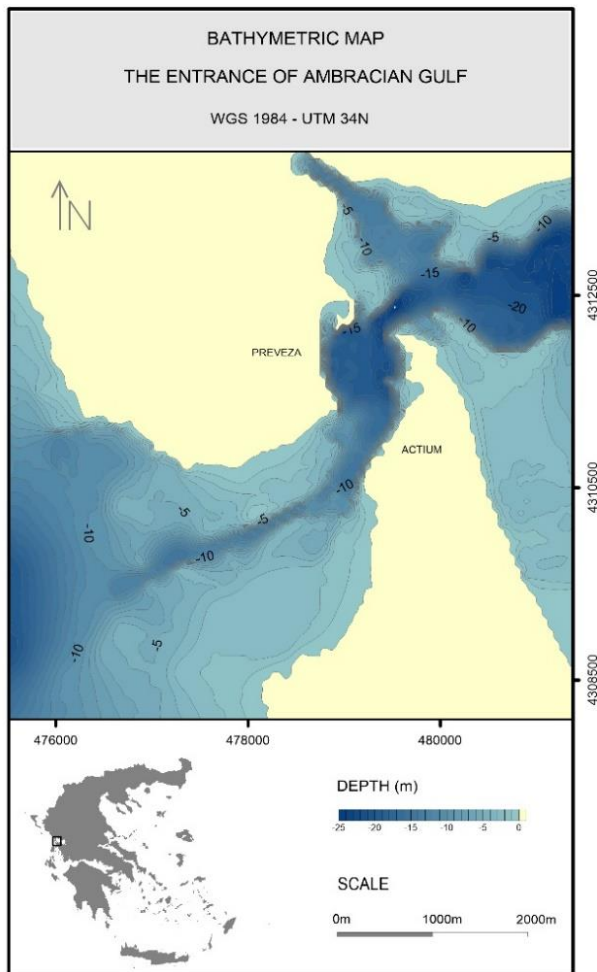 BATHYMETRIC MAP
THE ENTRANCE OF AMBRACIAN GULF
WGS 1984 - UTM 34N
N
-5
-10
-5
-10
-15
-20
-10
4312500
-15
PREVEZA
ACTIUM
-10
4310500
-5
-5
-10
-10
-5
-10
4308500
476000 478000 480000
DEPTH (m)
-25 -20 -15 -10 -5 0
SCALE
0m 1000m 2000m